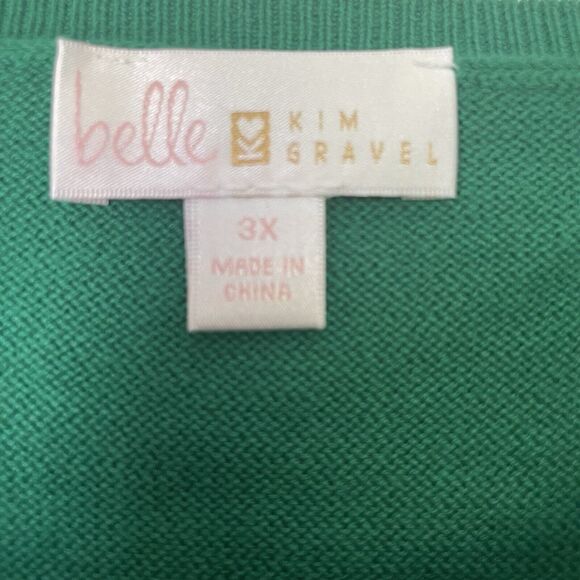 belle KIM
GRAVEL
3X
MADE IN
CHINA